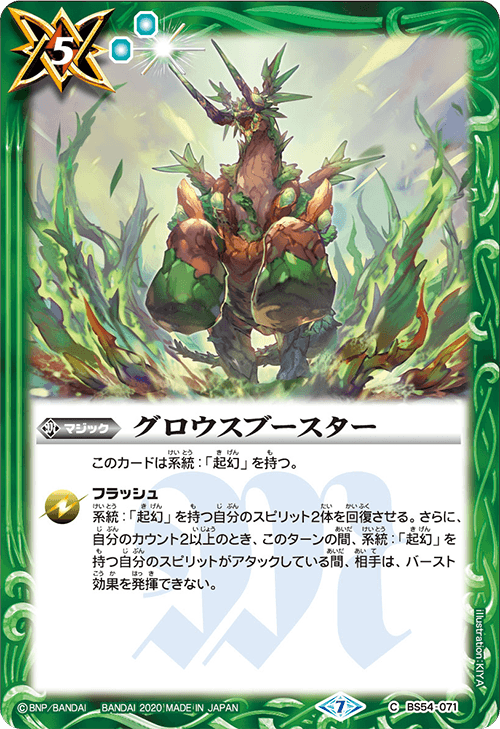 5
マジック
グロウスブースター
このカードは系統：「起幻」を持つ。
フラッシュ
系統：「起幻」を持つ自分のスピリット2体を回復させる。さらに、
自分のカウント2以上のとき、このターンの間、系統：「起幻」を
持つ自分のスピリットがアタックしている間、相手は、バースト
効果を発揮できない。
illustration:KIYA
©BNP/BANDAI BANDAI 2020 MADE IN JAPAN
7
C BS54-071